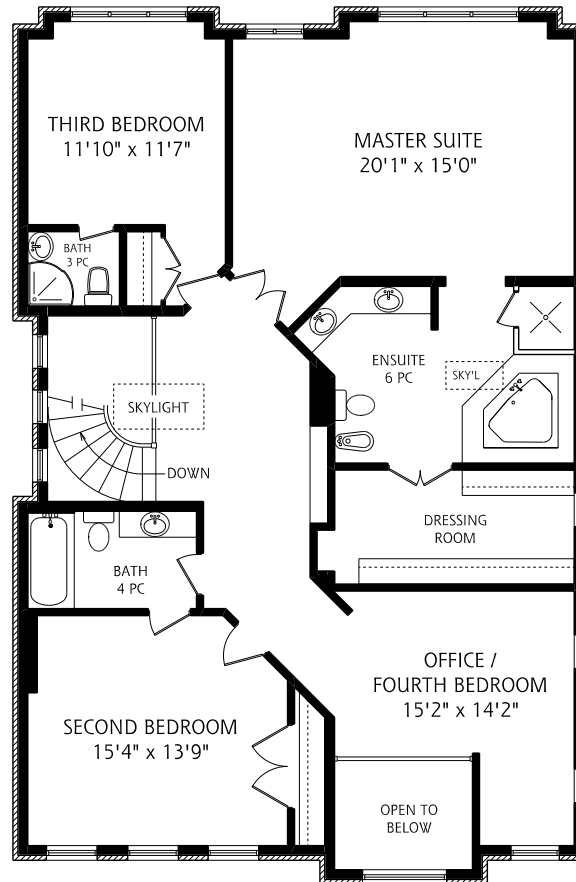 THIRD BEDROOM
11'10" x 11'7"
MASTER SUITE
20'1" x 15'0"
BATH
3 PC
ENSUITE
6 PC
SKY'L
SKYLIGHT
DOWN
DRESSING
ROOM
BATH
4 PC
OFFICE /
FOURTH BEDROOM
15'2" x 14'2"
SECOND BEDROOM
15'4" x 13'9"
OPEN TO
BELOW